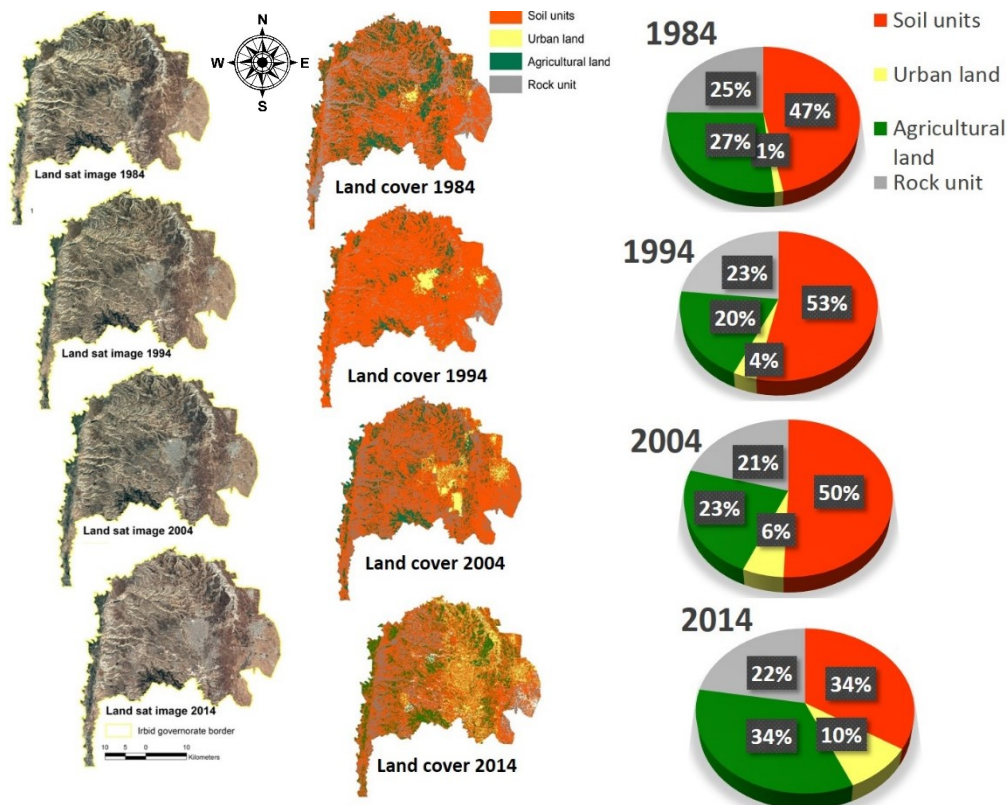 N
W E
S
Land sat image 1984
1
Land sat image 1994
Land sat image 2004
Land sat image 2014
Irbid governorate border
10 5 0 10
Kilometers
Soil units
Urban land
Agricultural land
Rock unit
Land cover 1984
Land cover 1994
Land cover 2004
Land cover 2014
1984
25%
47%
27%
1%
Soil units
Urban land
Agricultural
land
Rock unit
1994
23%
53%
20%
4%
2004
21%
50%
23%
6%
2014
22%
34%
34%
10%